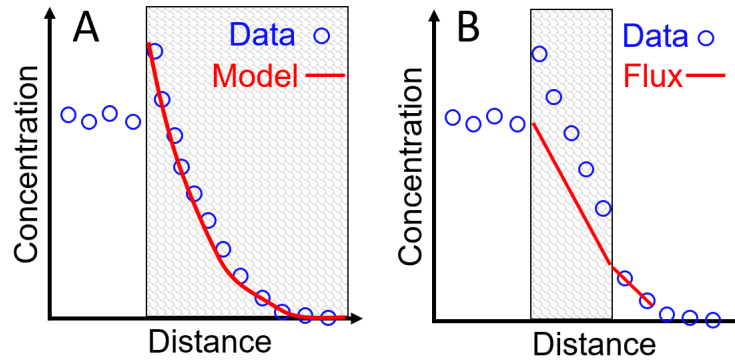 A
Data
Model
Concentration
Distance
B
Data
Flux
Concentration
Distance